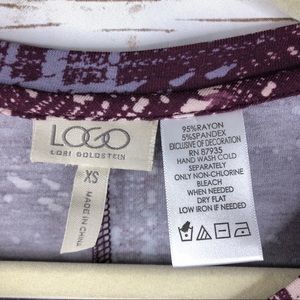 LOGO
LORI GOLDSTEIN
XS
MADE IN
CHINA
95%RAYON
5%SPANDEX
EXCLUSIVE OF DECORATION
RN 87935
HAND WASH COLD
SEPARATELY
ONLY NON-CHLORINE
BLEACH
WHEN NEEDED
DRY FLAT
LOW IRON IF NEEDED